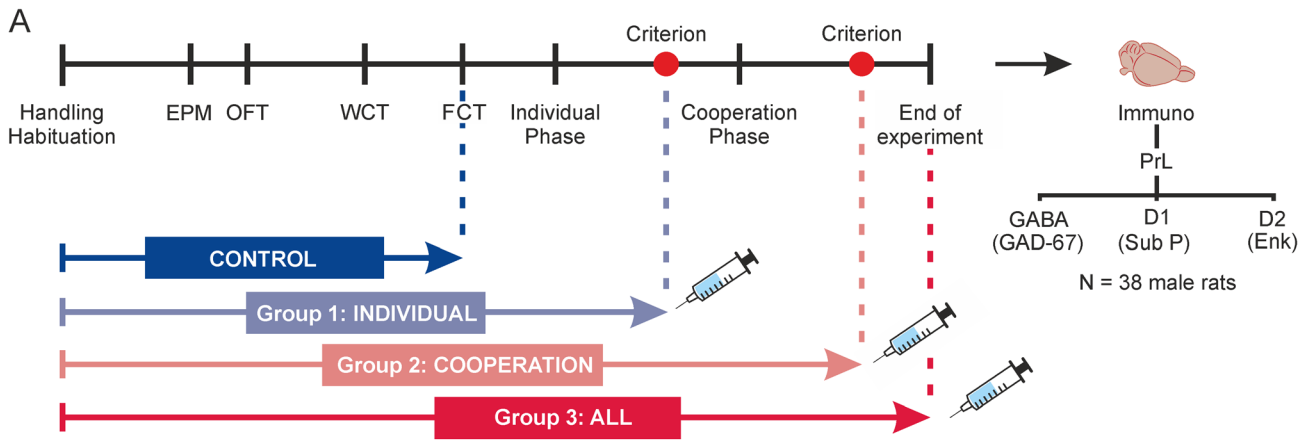 A
Criterion
Criterion
Handling
Habituation
EPM
OFT
WCT
FCT
Individual
Phase
Cooperation
Phase
End of
experiment
Immuno
PrL
GABA
(GAD-67)
D1
(Sub P)
D2
(Enk)
N = 38 male rats
CONTROL
Group 1: INDIVIDUAL
Group 2: COOPERATION
Group 3: ALL